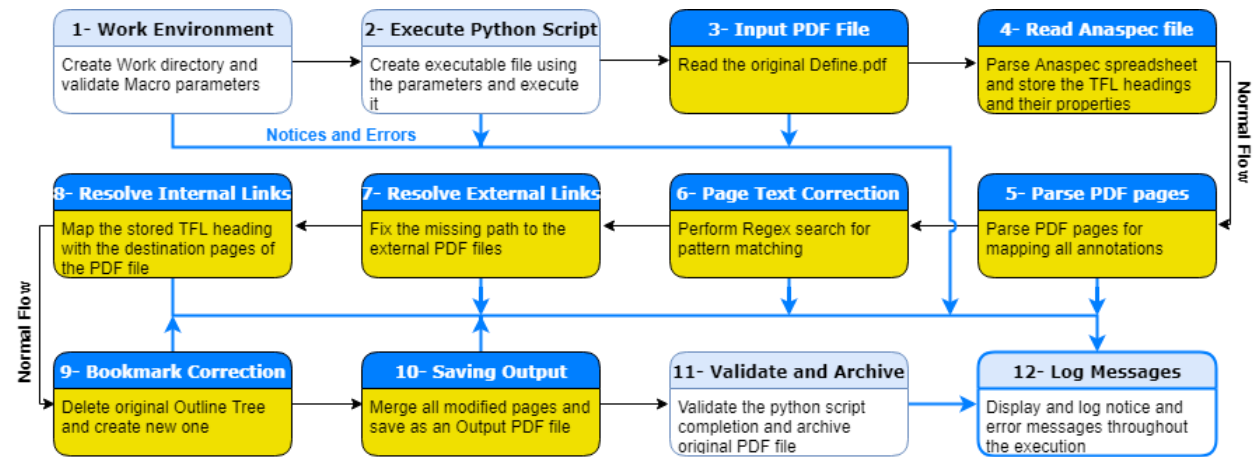 1- Work Environment
Create Work directory and
validate Macro parameters
2- Execute Python Script
Create executable file using
the parameters and execute
it
3- Input PDF File
Read the original Define.pdf
4- Read Anaspec file
Parse Anaspec spreadsheet
and store the TFL headings
and their properties
Normal Flow
Notices and Errors
8- Resolve Internal Links
Map the stored TFL heading
with the destination pages of
the PDF file
7- Resolve External Links
Fix the missing path to the
external PDF files
6- Page Text Correction
Perform Regex search for
pattern matching
5- Parse PDF pages
Parse PDF pages for
mapping all annotations
Normal Flow
9- Bookmark Correction
Delete original Outline Tree
and create new one
10- Saving Output
Merge all modified pages and
save as an Output PDF file
11- Validate and Archive
Validate the python script
completion and archive
original PDF file
12- Log Messages
Display and log notice and
error messages throughout
the execution